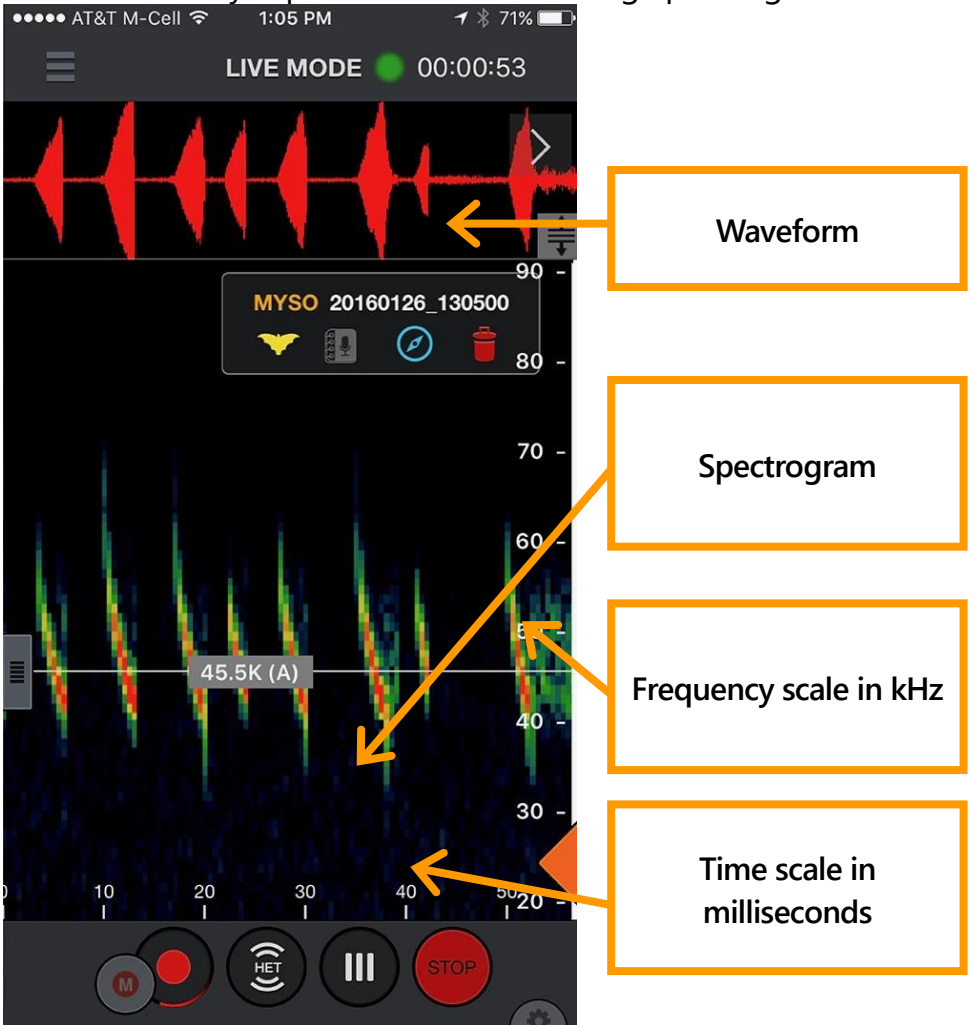 AT&T M-Cell 1:05 PM 71%
LIVE MODE 00:00:53
Waveform
90 -
MYSO 20160126_130500
80 -
70 -
Spectrogram
60 -
50 -
45.5K (A)
Frequency scale in kHz
40 -
30 -
Time scale in
milliseconds
0 10 20 30 40 50
20 -
M
HET
STOP